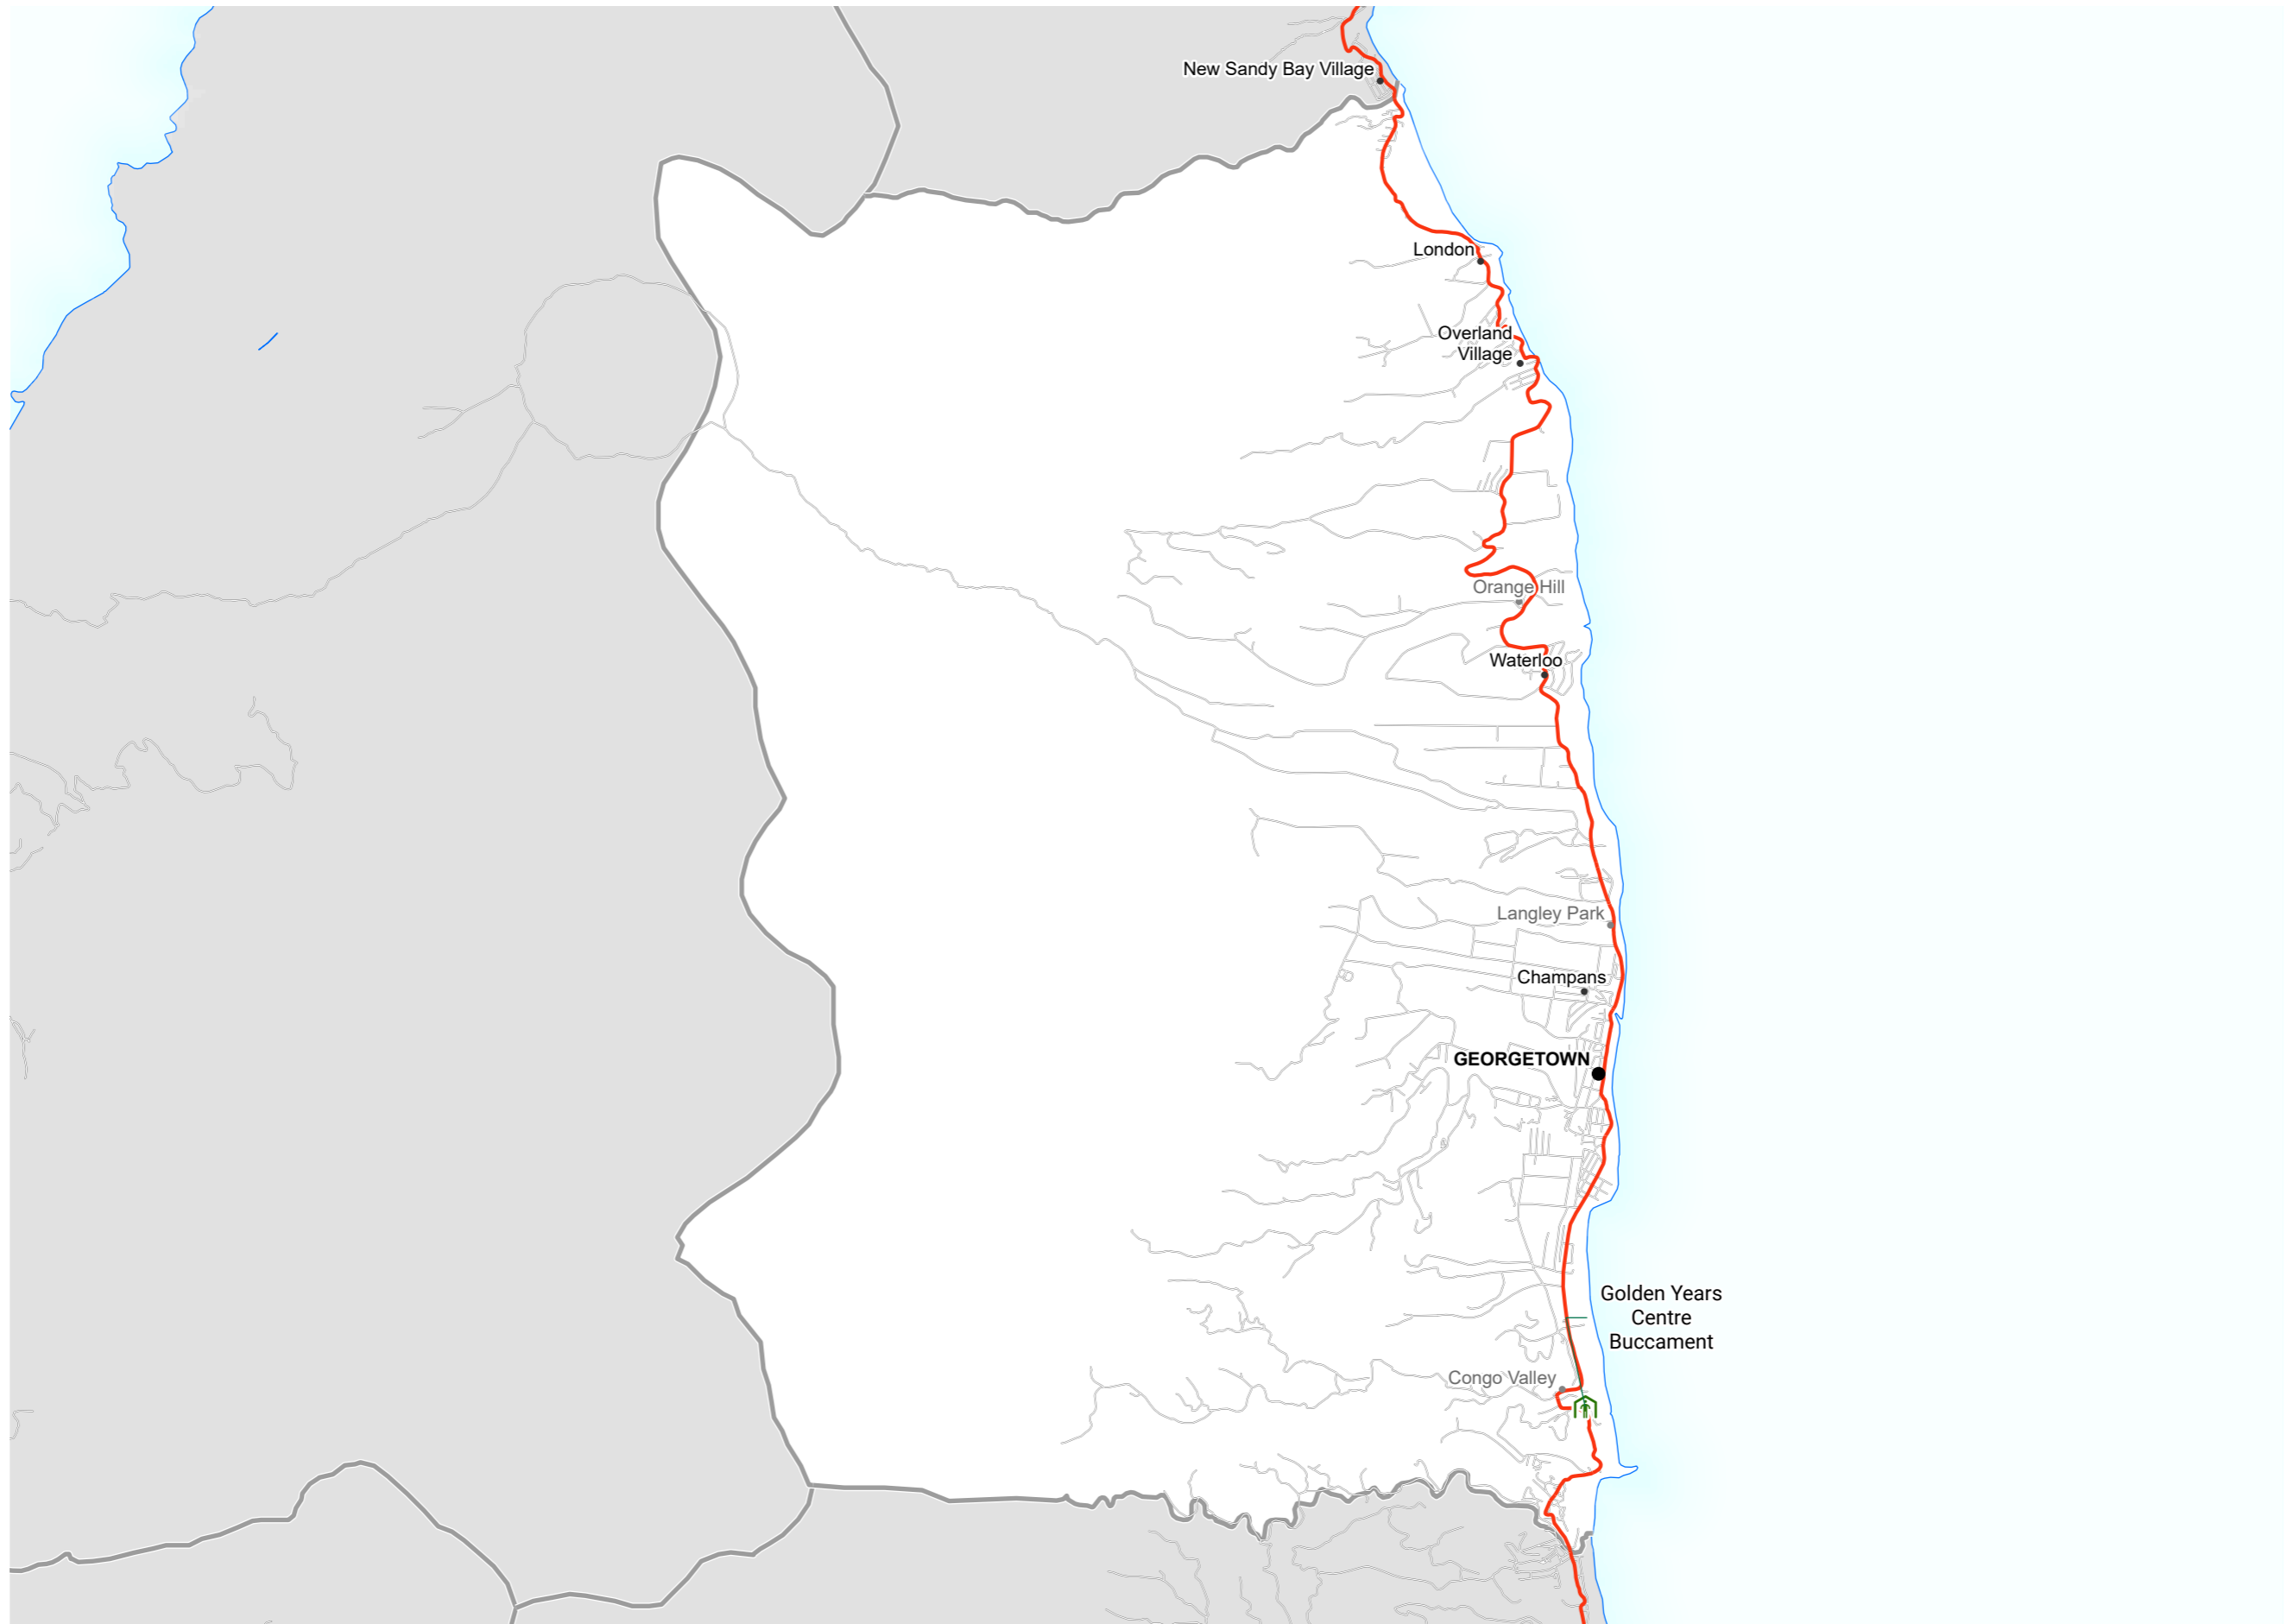 New Sandy Bay Village
London
Overland
Village
Orange Hill
Waterloo
Langley Park
Champans
GEORGETOWN
Golden Years
Centre
Buccament
Congo Valley